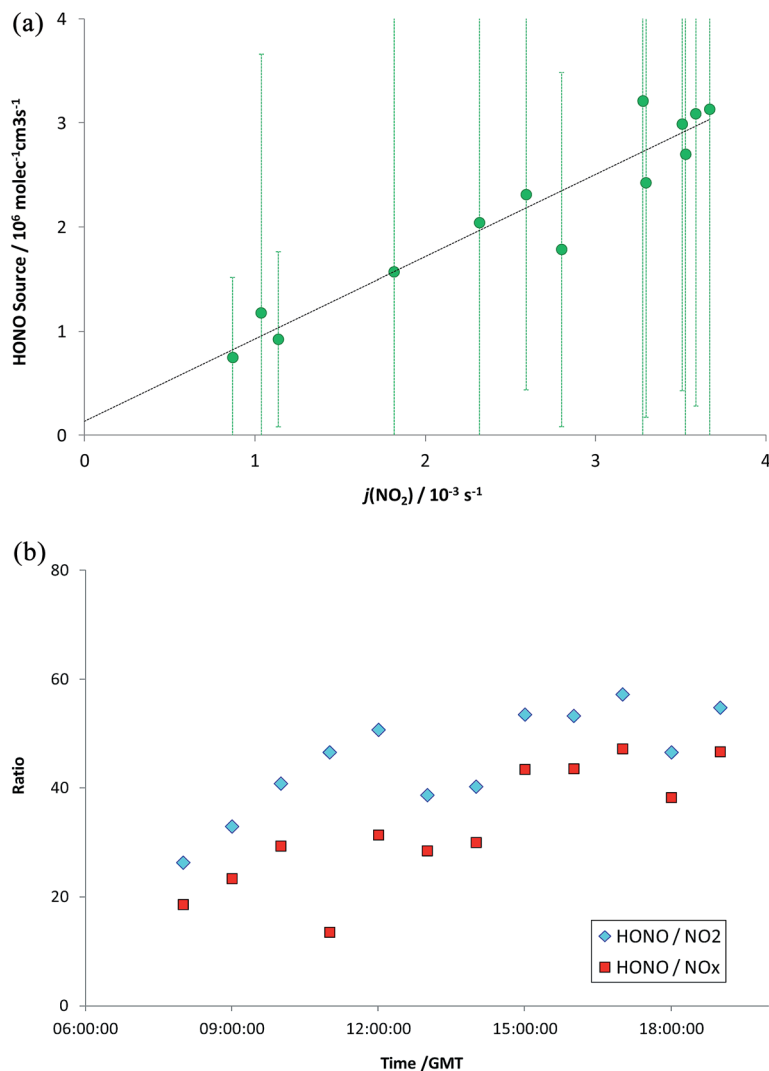 (a)
4
3
2
1
0
HONO Source / 10⁶ molec⁻¹cm3s⁻¹
0 1 2 3 4
j(NO₂) / 10⁻³ s⁻¹
(b)
80
60
40
20
0
Ratio
HONO / NO2
HONO / NOx
06:00:00 09:00:00 12:00:00 15:00:00 18:00:00
Time /GMT